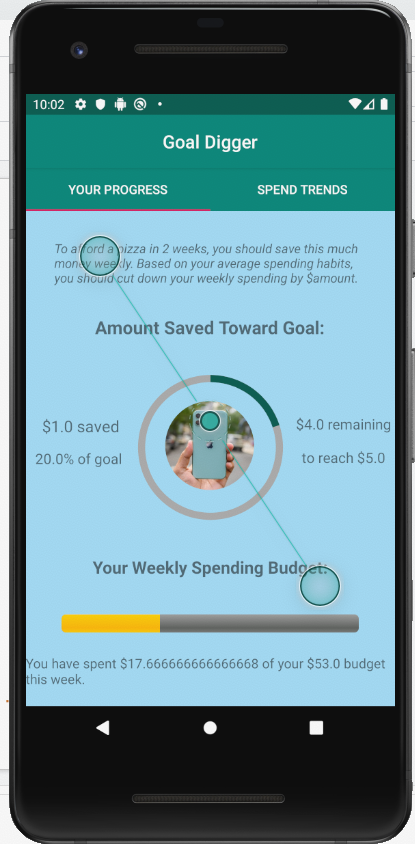 10:02
Goal Digger
YOUR PROGRESS
SPEND TRENDS
To afford a pizza in 2 weeks, you should save this much
money weekly. Based on your average spending habits,
you should cut down your weekly spending by $amount.
Amount Saved Toward Goal:
$1.0 saved
20.0% of goal
$4.0 remaining
to reach $5.0
Your Weekly Spending Budget:
You have spent $17.666666666666668 of your $53.0 budget
this week.